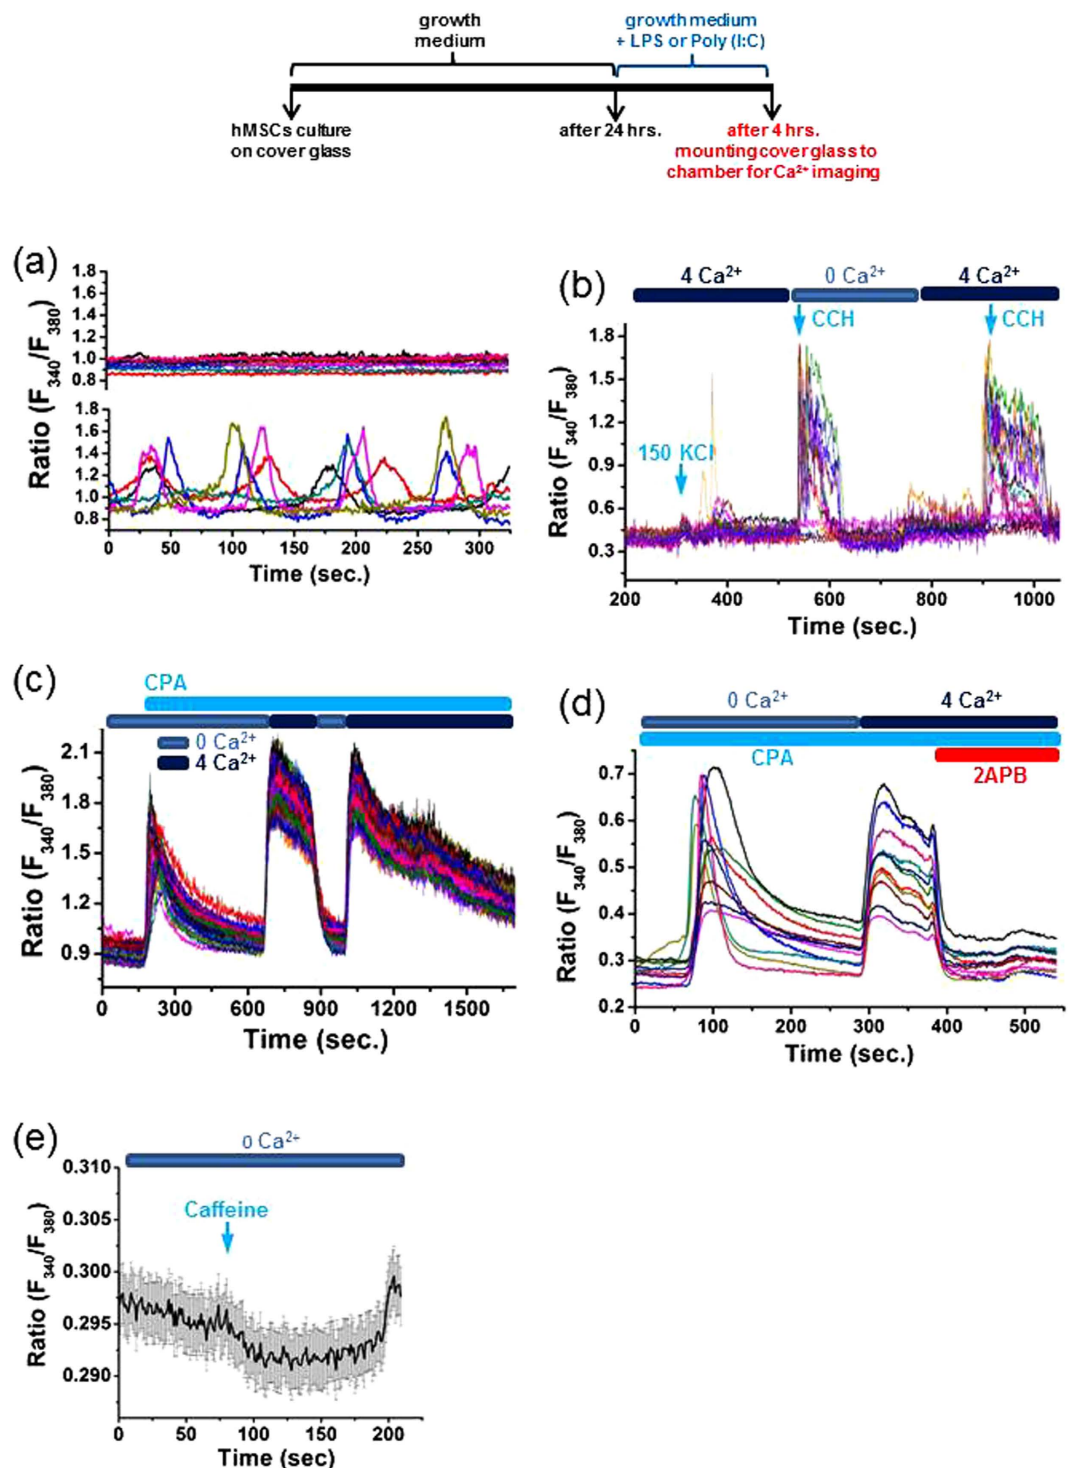 growth
medium
growth medium
+ LPS or Poly (I:C)
hMSCs culture
on cover glass
after 24 hrs.
after 4 hrs.
mounting cover glass to
chamber for Ca²⁺ imaging
(a)
Ratio (F340/F380)
1.8
1.6
1.4
1.2
1.0
0.8
1.8
1.6
1.4
1.2
1.0
0.8
0 50 100 150 200 250 300
Time (sec.)
(b)
4 Ca²⁺ 0 Ca²⁺ 4 Ca²⁺
CCH CCH
150 KCl
Ratio (F340/F380)
1.8
1.5
1.2
0.9
0.6
0.3
200 400 600 800 1000
Time (sec.)
(c)
CPA
0 Ca²⁺
4 Ca²⁺
Ratio (F340/F380)
2.1
1.8
1.5
1.2
0.9
0 300 600 900 1200 1500
Time (sec.)
(d)
0 Ca²⁺ 4 Ca²⁺
CPA
2APB
Ratio (F340/F380)
0.7
0.6
0.5
0.4
0.3
0.2
0 100 200 300 400 500
Time (sec.)
(e)
0 Ca²⁺
Caffeine
Ratio (F340/F380)
0.310
0.305
0.300
0.295
0.290
0 50 100 150 200
Time (sec)